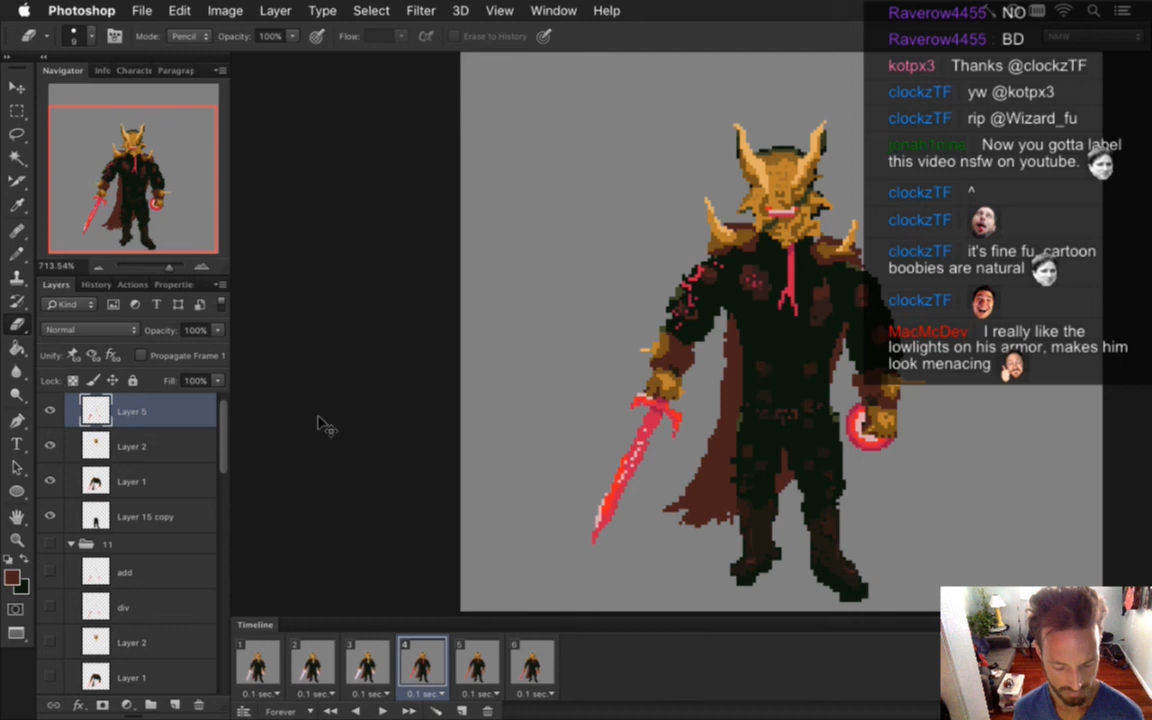 Photoshop File Edit Image Layer Type Select Filter 3D View Window Help
9 Mode: Pencil Opacity: 100% Flow: Erase to History
Navigator Info Characte Paragrap
713.54%
Layers History Actions Propertie
Kind
Normal Opacity: 100%
Unify: Propagate Frame 1
Lock: Fill: 100%
Layer 5
Layer 2
Layer 1
Layer 15 copy
11
add
div
Layer 2
Layer 1
Raverow4455 NO
Raverow4455 : BD
kotpx3 Thanks @clockzTF
clockzTF yw @kotpx3
clockzTF rip @Wizard_fu
Now you gotta label
this video nsfw on youtube.
clockzTF ^
clockzTF
clockzTF it's fine fu, cartoon
boobies are natural
clockzTF
MacMcDev I really like the
lowlights on his armor, makes him
look menacing
Timeline
1 2 3 4 5 6
0.1 sec. 0.1 sec. 0.1 sec. 0.1 sec. 0.1 sec. 0.1 sec.
Forever